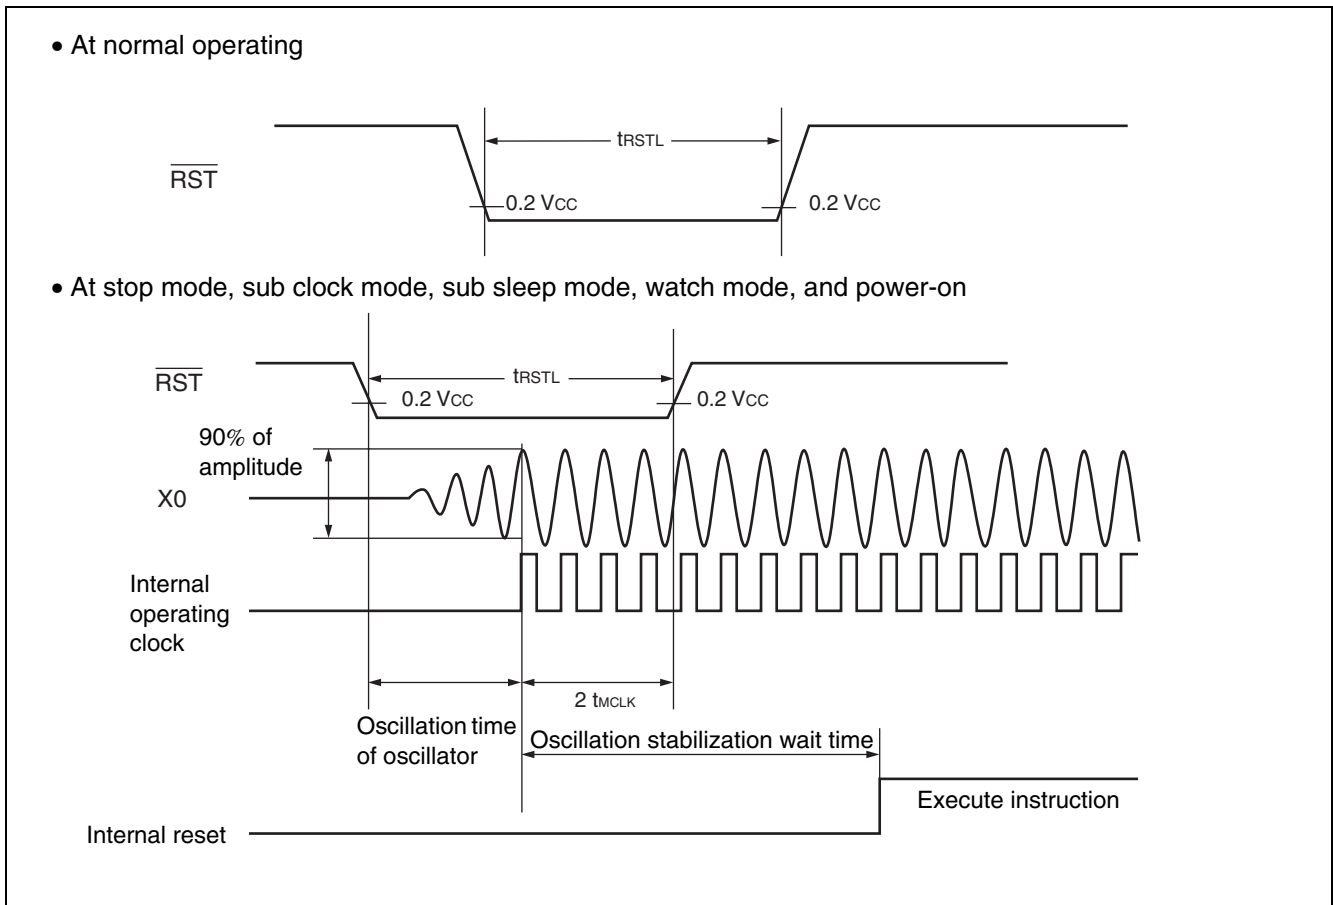 • At normal operating
tRSTL
RST
0.2 VCC
0.2 VCC
• At stop mode, sub clock mode, sub sleep mode, watch mode, and power-on
RST
tRSTL
0.2 VCC
0.2 VCC
90% of
amplitude
X0
Internal
operating
clock
2 tMCLK
Oscillation time
of oscillator
Oscillation stabilization wait time
Execute instruction
Internal reset